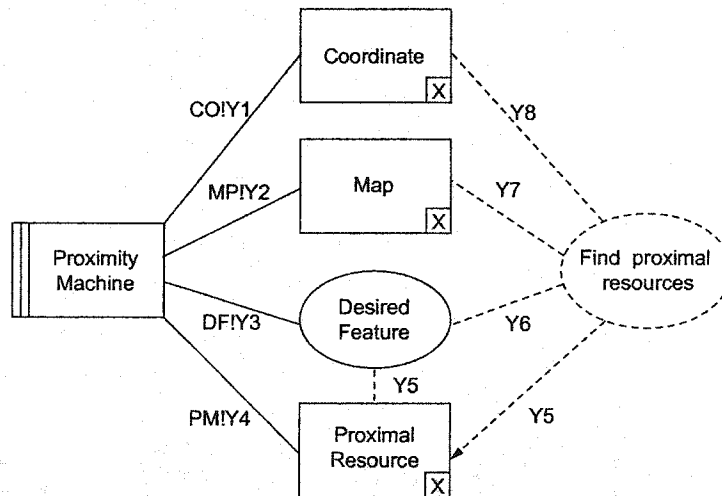 Coordinate
X
CO!Y1
Y8
MP!Y2
Map
X
Y7
Proximity
Machine
Find proximal
resources
DF!Y3
Desired
Feature
Y6
Y5
Y5
PM!Y4
Proximal
Resource
X